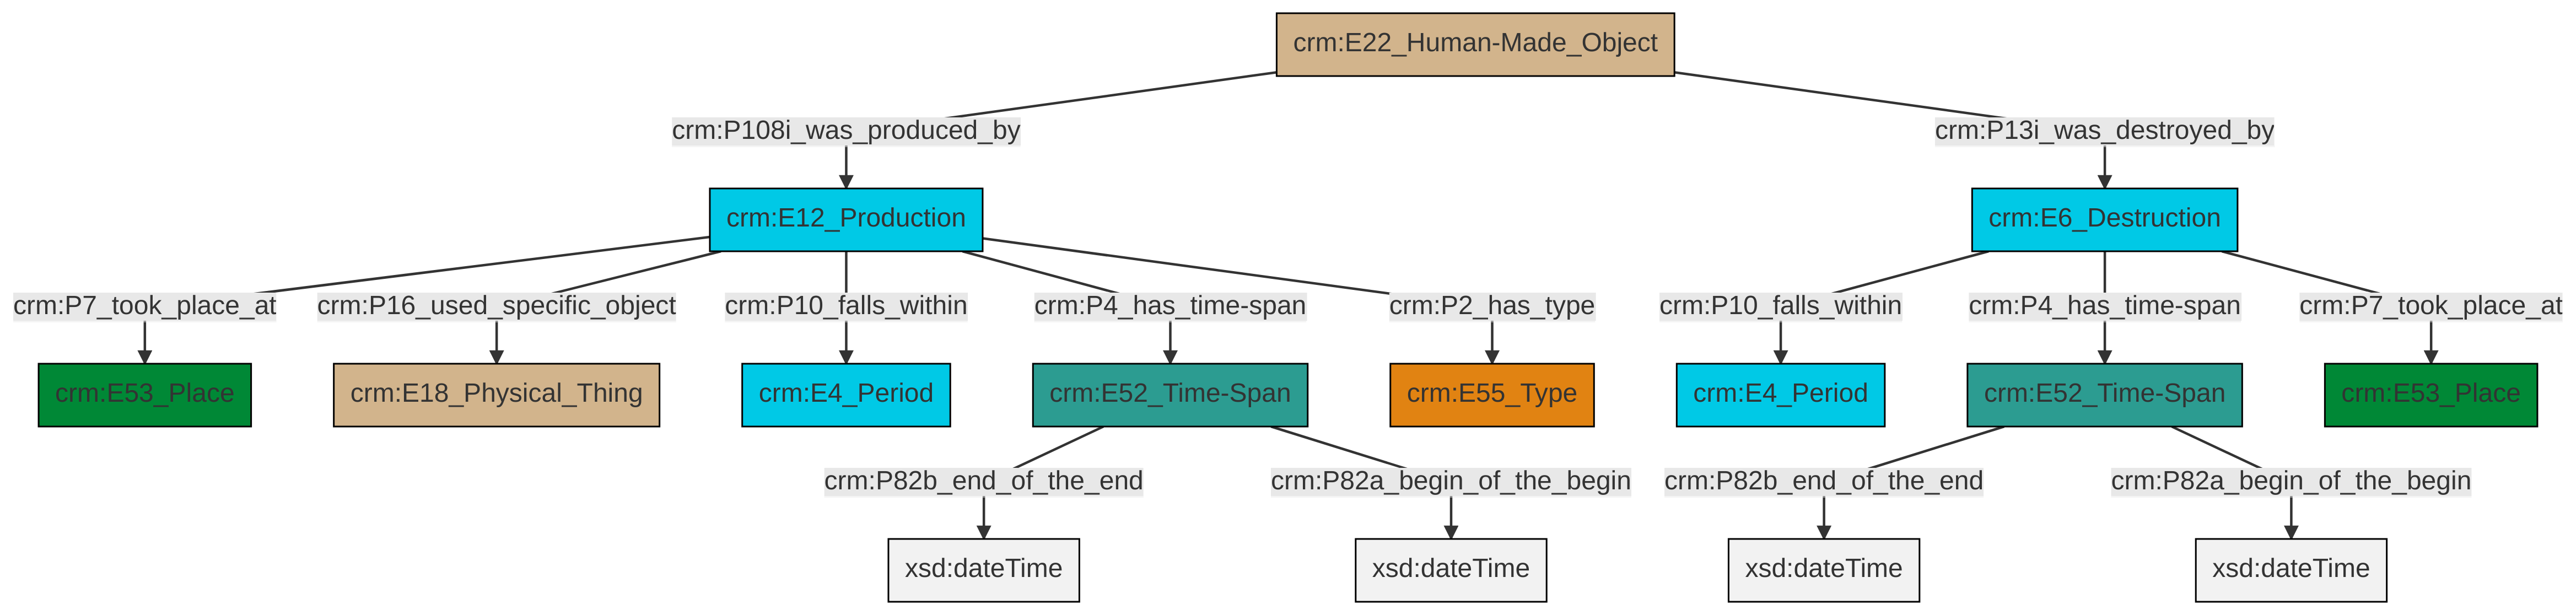 crm:E22_Human-Made_Object
crm:P108i_was_produced_by
crm:P13i_was_destroyed_by
crm:E12_Production
crm:E6_Destruction
crm:P7_took_place_at
crm:P16_used_specific_object
crm:P10_falls_within
crm:P4_has_time-span
crm:P2_has_type
crm:P10_falls_within
crm:P4_has_time-span
crm:P7_took_place_at
crm:E53_Place
crm:E18_Physical_Thing
crm:E4_Period
crm:E52_Time-Span
crm:E55_Type
crm:E4_Period
crm:E52_Time-Span
crm:E53_Place
crm:P82b_end_of_the_end
crm:P82a_begin_of_the_begin
crm:P82b_end_of_the_end
crm:P82a_begin_of_the_begin
xsd:dateTime
xsd:dateTime
xsd:dateTime
xsd:dateTime